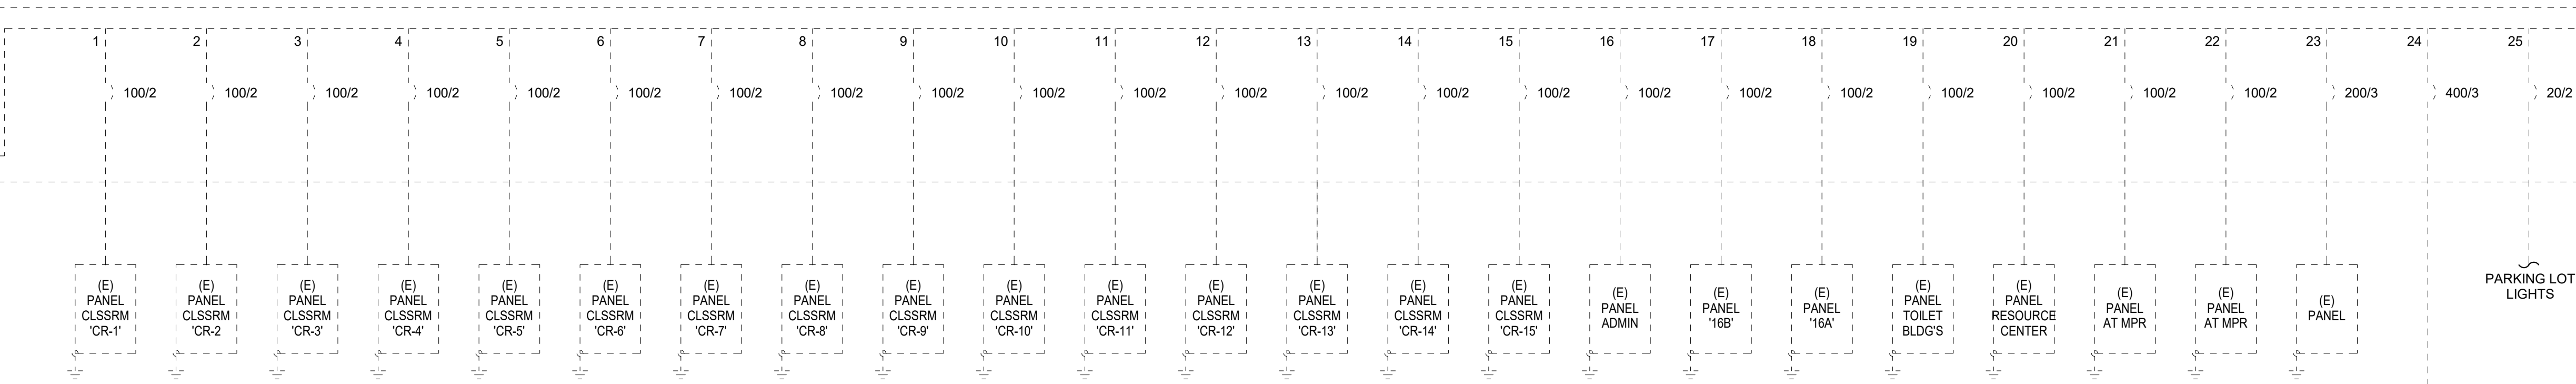 1 2 3 4 5 6 7 8 9 10 11 12 13 14 15 16 17 18 19 20 21 22 23 24 25
100/2 100/2 100/2 100/2 100/2 100/2 100/2 100/2 100/2 100/2 100/2 100/2 100/2 100/2 100/2 100/2 100/2 100/2 100/2 100/2 100/2 100/2 200/3 400/3 20/2
(E)
PANEL
CLSSRM
'CR-1'
(E)
PANEL
CLSSRM
'CR-2
(E)
PANEL
CLSSRM
'CR-3'
(E)
PANEL
CLSSRM
'CR-4'
(E)
PANEL
CLSSRM
'CR-5'
(E)
PANEL
CLSSRM
'CR-6'
(E)
PANEL
CLSSRM
'CR-7'
(E)
PANEL
CLSSRM
'CR-8'
(E)
PANEL
CLSSRM
'CR-9'
(E)
PANEL
CLSSRM
'CR-10'
(E)
PANEL
CLSSRM
'CR-11'
(E)
PANEL
CLSSRM
'CR-12'
(E)
PANEL
CLSSRM
'CR-13'
(E)
PANEL
CLSSRM
'CR-14'
(E)
PANEL
CLSSRM
'CR-15'
(E)
PANEL
ADMIN
(E)
PANEL
'16B'
(E)
PANEL
'16A'
(E)
PANEL
TOILET
BLDG'S
(E)
PANEL
RESOURCE
CENTER
(E)
PANEL
AT MPR
(E)
PANEL
AT MPR
(E)
PANEL
PARKING LOT
LIGHTS